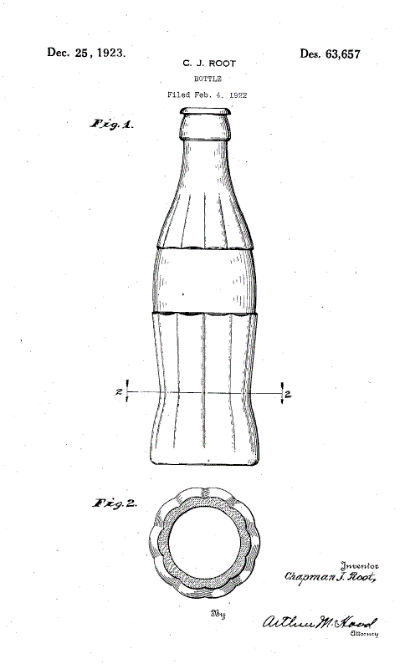 Dec. 25, 1923.
Des. 63,657
C. J. ROOT
BOTTLE
Filed Feb. 4, 1922
Fig. 1.
2
2
Fig. 2.
Inventor
Chapman J. Root,
By
Arthur M. Hood
Attorney